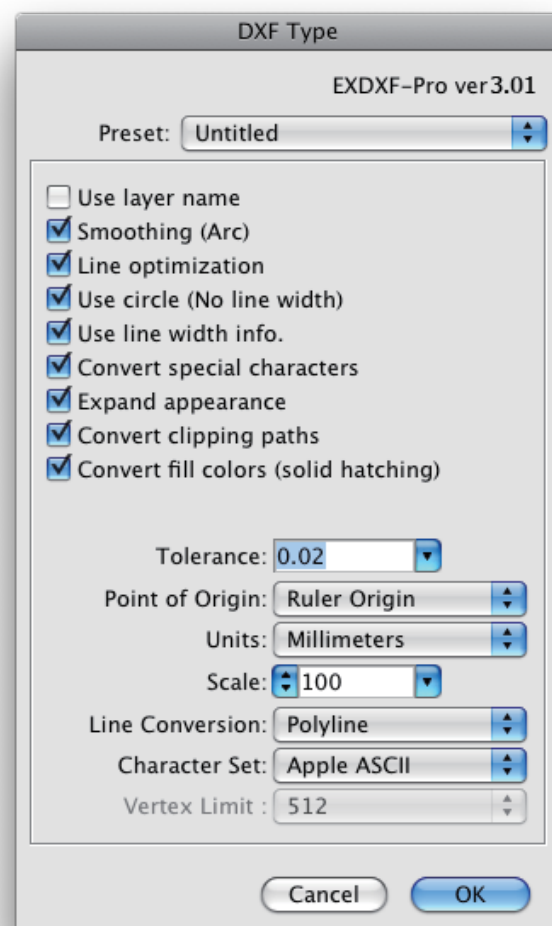 DXF Type
EXDXF-Pro ver3.01
Preset: Untitled
Use layer name
Smoothing (Arc)
Line optimization
Use circle (No line width)
Use line width info.
Convert special characters
Expand appearance
Convert clipping paths
Convert fill colors (solid hatching)
Tolerance: 0.02
Point of Origin: Ruler Origin
Units: Millimeters
Scale: 100
Line Conversion: Polyline
Character Set: Apple ASCII
Vertex Limit : 512
Cancel OK